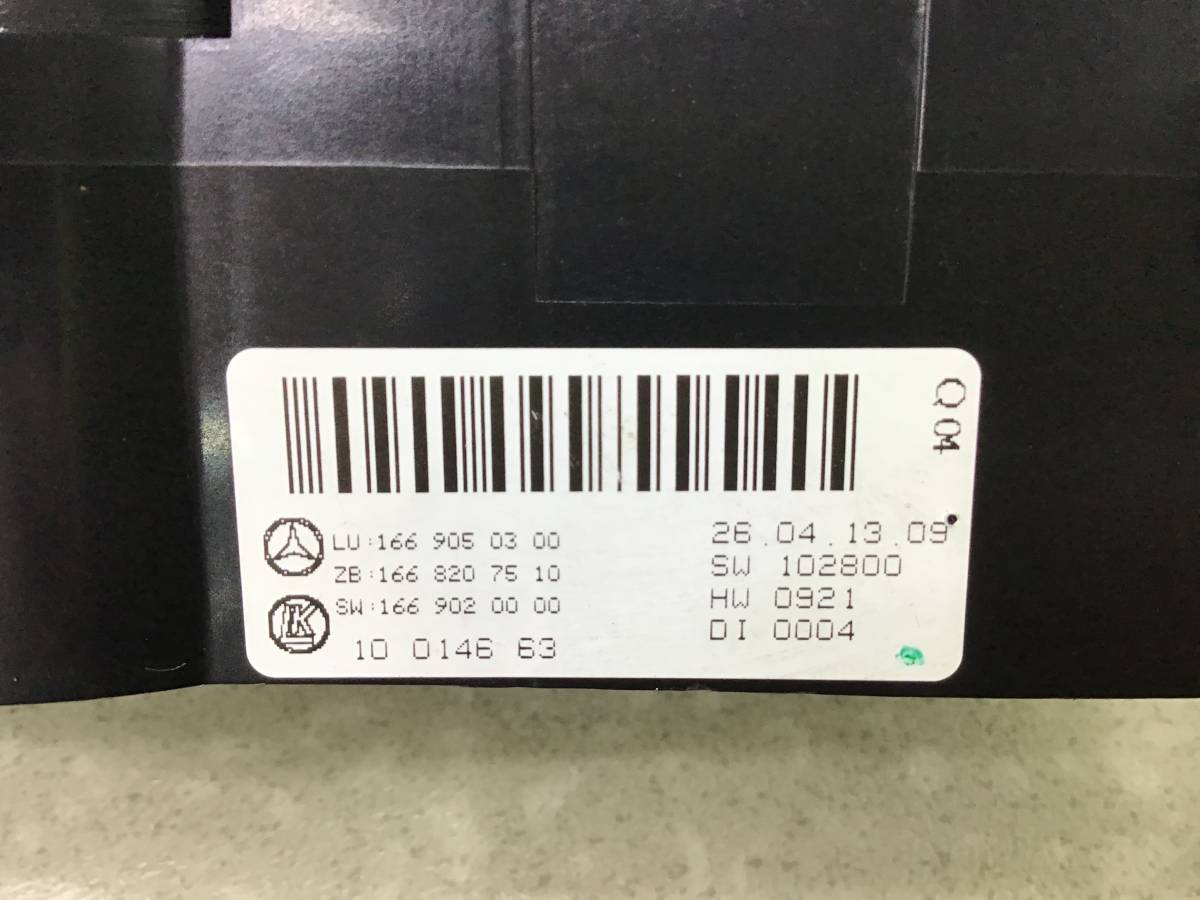 Q 04
LU:166 905 03 00
ZB:166 820 75 10
SW:166 902 00 00
10 0146 63
26.04.13.09
SW 102800
HW 0921
DI 0004